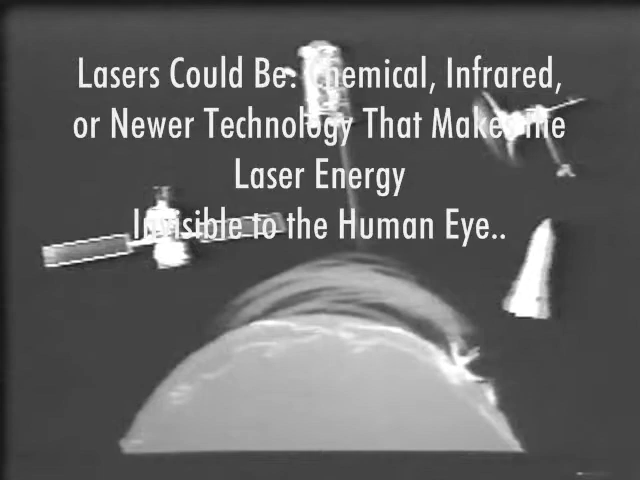 Lasers Could Be: Chemical, Infrared,
or Newer Technology That Makes The
Laser Energy
Invisible to the Human Eye..